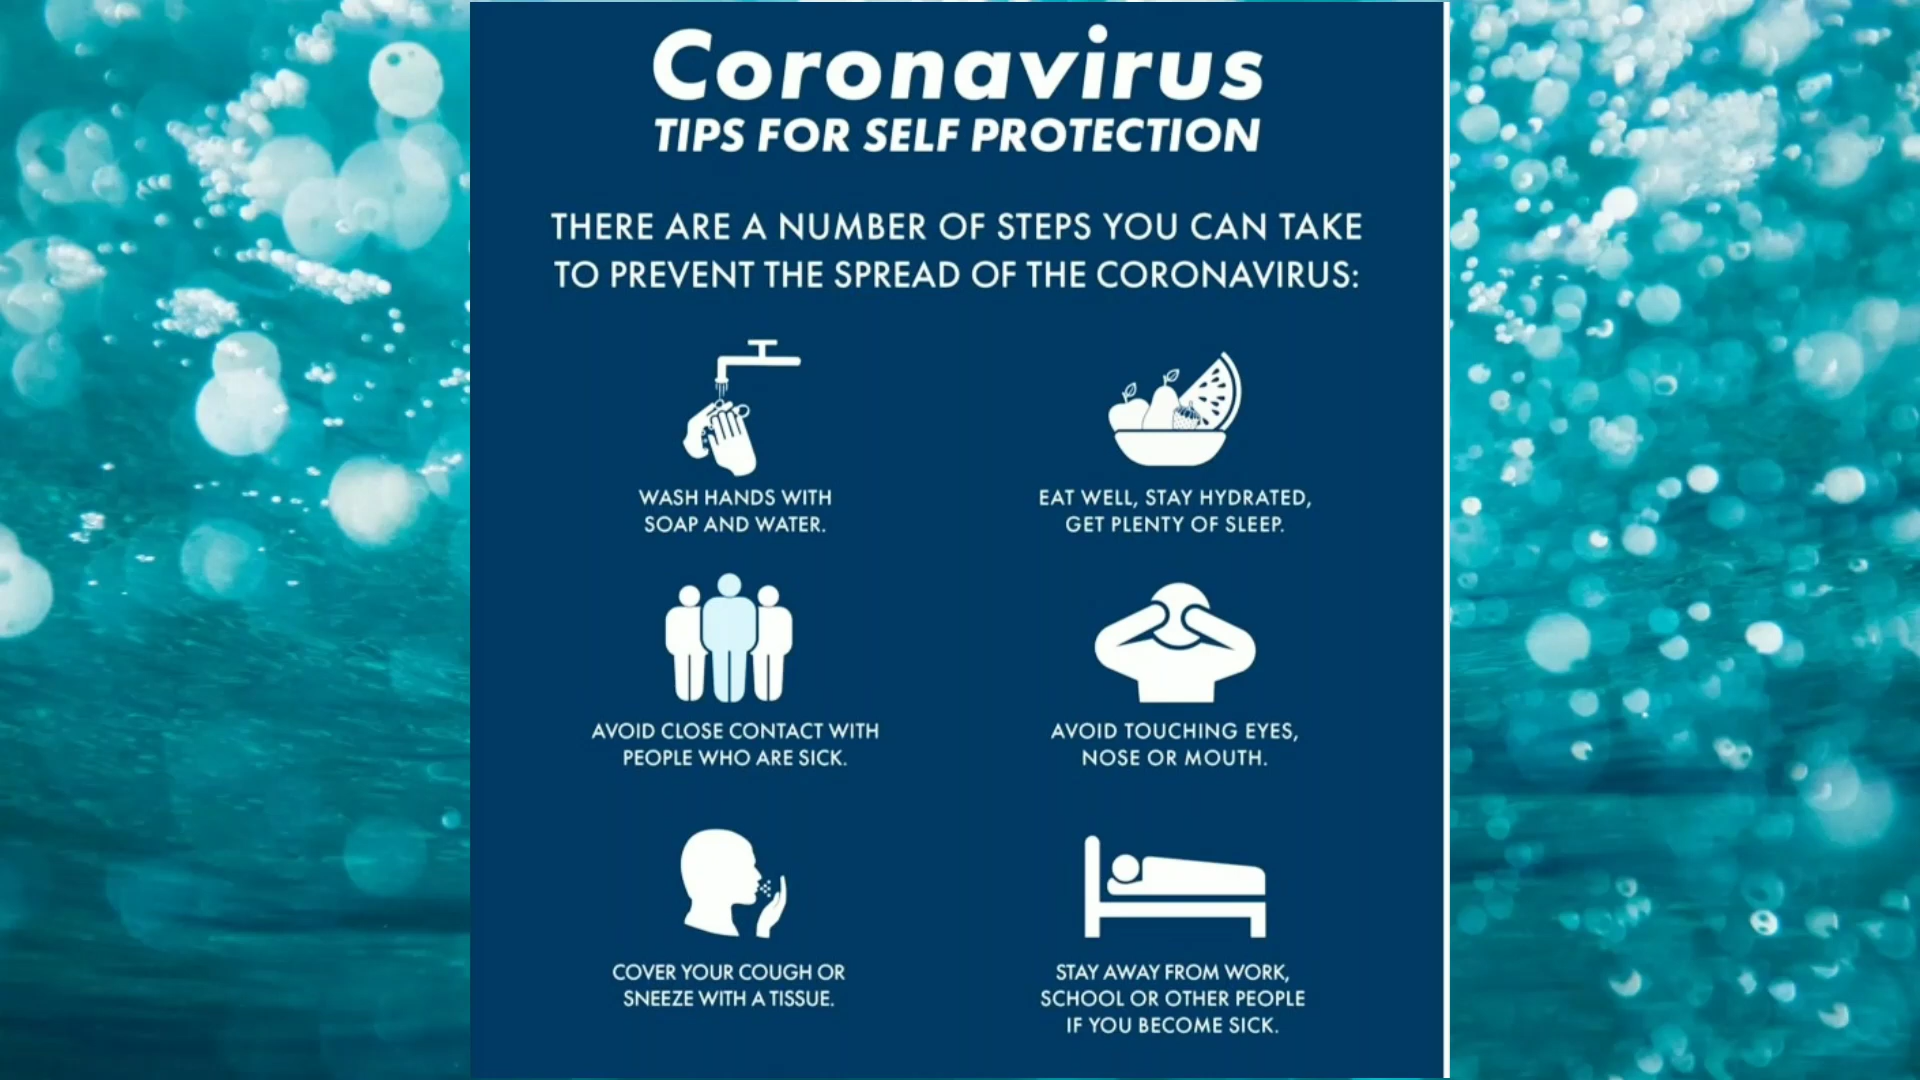 Coronavirus
TIPS FOR SELF PROTECTION
THERE ARE A NUMBER OF STEPS YOU CAN TAKE
TO PREVENT THE SPREAD OF THE CORONAVIRUS:
WASH HANDS WITH
SOAP AND WATER.
EAT WELL, STAY HYDRATED,
GET PLENTY OF SLEEP.
AVOID CLOSE CONTACT WITH
PEOPLE WHO ARE SICK.
AVOID TOUCHING EYES,
NOSE OR MOUTH.
COVER YOUR COUGH OR
SNEEZE WITH A TISSUE.
STAY AWAY FROM WORK,
SCHOOL OR OTHER PEOPLE
IF YOU BECOME SICK.